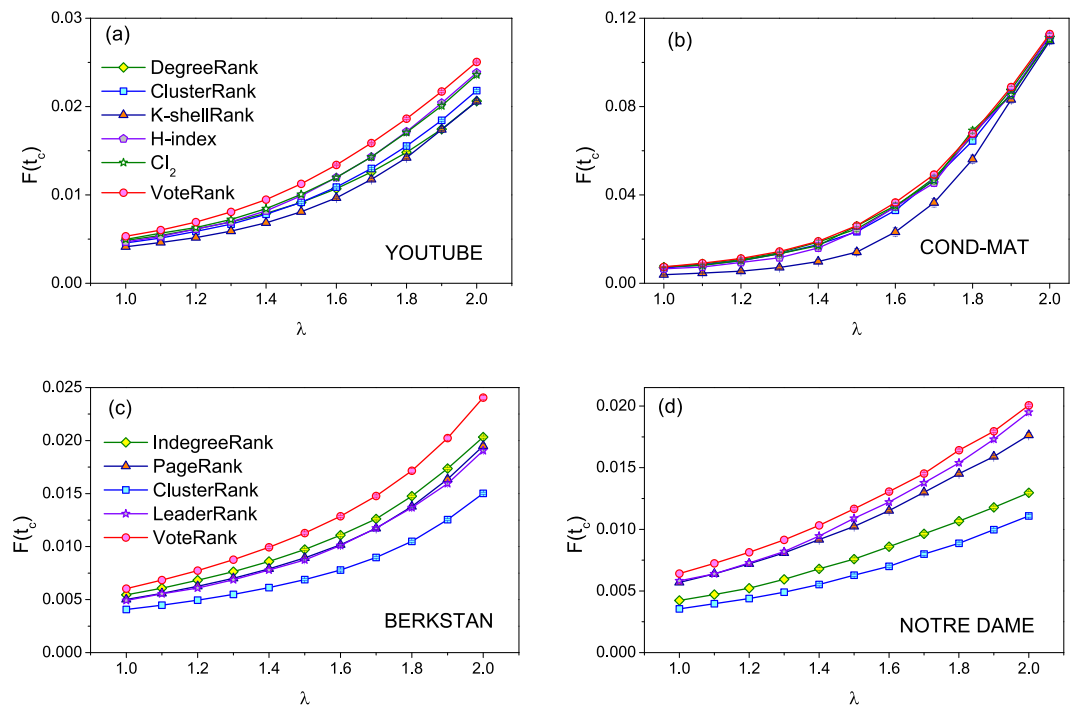 (a)
0.03
0.02
0.01
0.00
F(t_c)
DegreeRank
ClusterRank
K-shellRank
H-index
CI_2
VoteRank
YOUTUBE
1.0 1.2 1.4 1.6 1.8 2.0
λ
(b)
0.12
0.08
0.04
0.00
F(t_c)
COND-MAT
1.0 1.2 1.4 1.6 1.8 2.0
λ
(c)
0.025
0.020
0.015
0.010
0.005
0.000
F(t_c)
IndegreeRank
PageRank
ClusterRank
LeaderRank
VoteRank
BERKSTAN
1.0 1.2 1.4 1.6 1.8 2.0
λ
(d)
0.020
0.015
0.010
0.005
0.000
F(t_c)
NOTRE DAME
1.0 1.2 1.4 1.6 1.8 2.0
λ